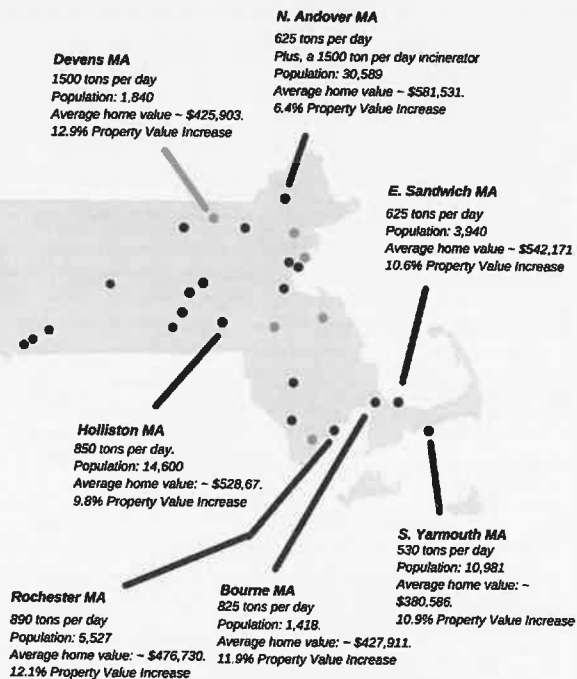 N. Andover MA
625 tons per day
Plus, a 1500 ton per day incinerator
Population: 30,589
Average home value ~ $581,531.
6.4% Property Value Increase
Devens MA
1500 tons per day
Population: 1,840
Average home value ~ $425,903.
12.9% Property Value Increase
E. Sandwich MA
625 tons per day
Population: 3,940
Average home value ~ $542,171
10.6% Property Value Increase
Holliston MA
850 tons per day.
Population: 14,600
Average home value: ~ $528,67.
9.8% Property Value Increase
S. Yarmouth MA
530 tons per day
Population: 10,981
Average home value: ~
$380,586.
10.9% Property Value Increase
Rochester MA
890 tons per day
Population: 5,527
Average home value: ~ $476,730.
12.1% Property Value Increase
Bourne MA
825 tons per day
Population: 1,418.
Average home value: ~ $427,911.
11.9% Property Value Increase